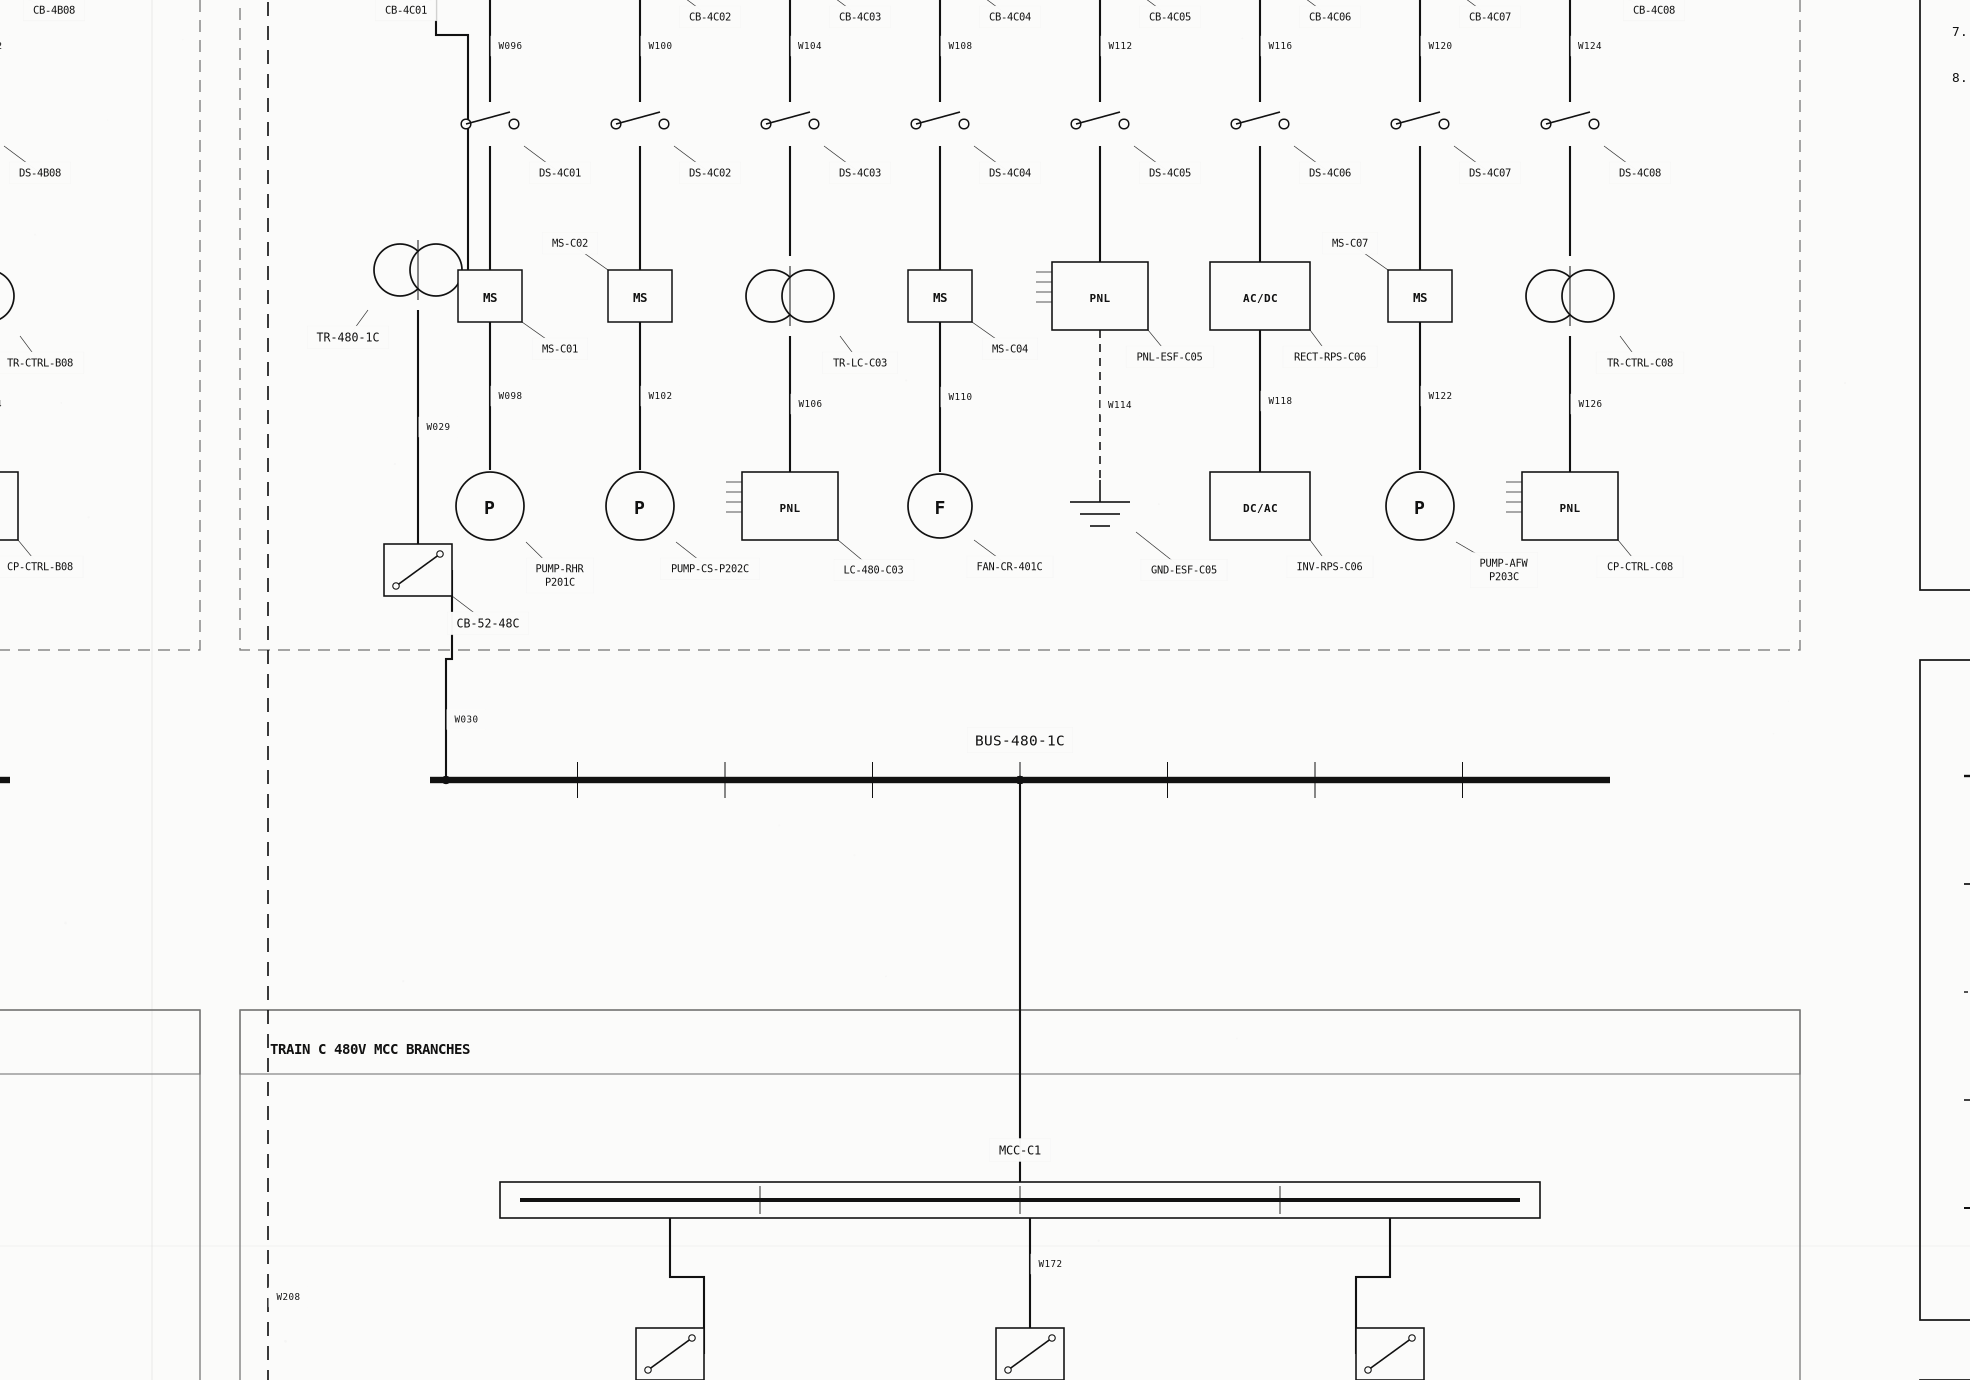 CB-4B08
CB-4C01
CB-4C02
CB-4C03
CB-4C04
CB-4C05
CB-4C06
CB-4C07
CB-4C08
7.
W096
W100
W104
W108
W112
W116
W120
W124
8.
DS-4B08
DS-4C01
DS-4C02
DS-4C03
DS-4C04
DS-4C05
DS-4C06
DS-4C07
DS-4C08
MS-C02
MS-C07
MS
MS
MS
PNL
AC/DC
MS
TR-480-1C
MS-C01
MS-C04
PNL-ESF-C05
RECT-RPS-C06
TR-CTRL-B08
TR-LC-C03
TR-CTRL-C08
W098
W102
W106
W110
W114
W118
W122
W126
W029
P
P
PNL
F
DC/AC
P
PNL
CP-CTRL-B08
PUMP-RHR
P201C
PUMP-CS-P202C
LC-480-C03
FAN-CR-401C
GND-ESF-C05
INV-RPS-C06
PUMP-AFW
P203C
CP-CTRL-C08
CB-52-48C
W030
BUS-480-1C
TRAIN C 480V MCC BRANCHES
MCC-C1
W172
W208